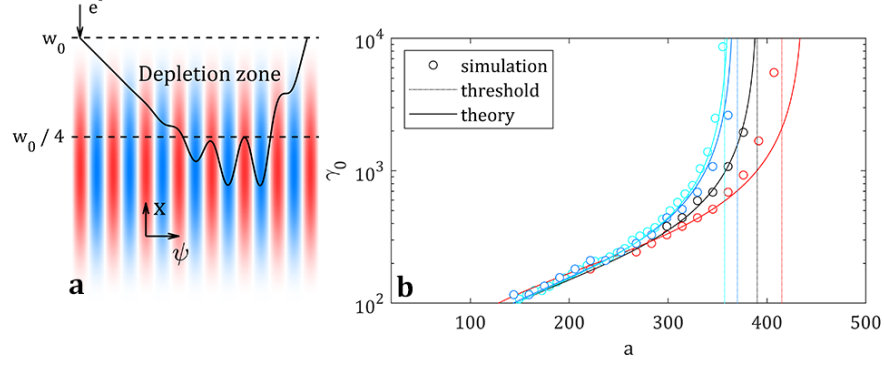 e
w₀
Depletion zone
w₀ / 4
X
ψ
a
b
simulation
threshold
theory
γ₀
10⁴
10³
10²
100
200
300
400
500
a